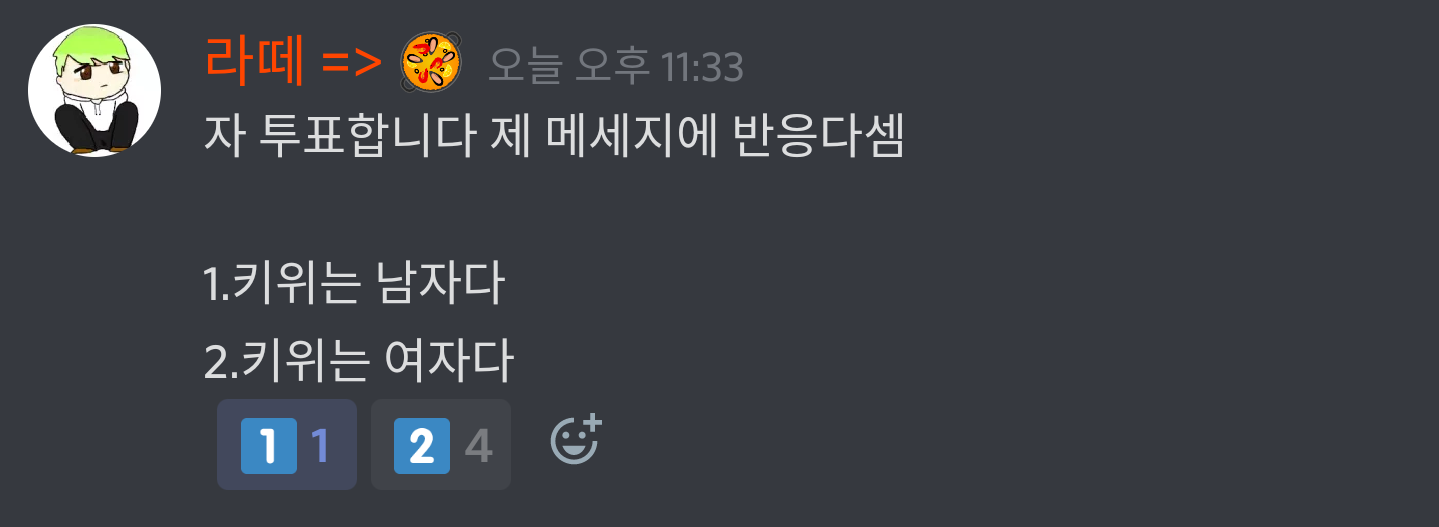 라떼 => 오늘 오후 11:33
자 투표합니다 제 메세지에 반응다셈
1.키위는 남자다
2.키위는 여자다
1 1 2 4